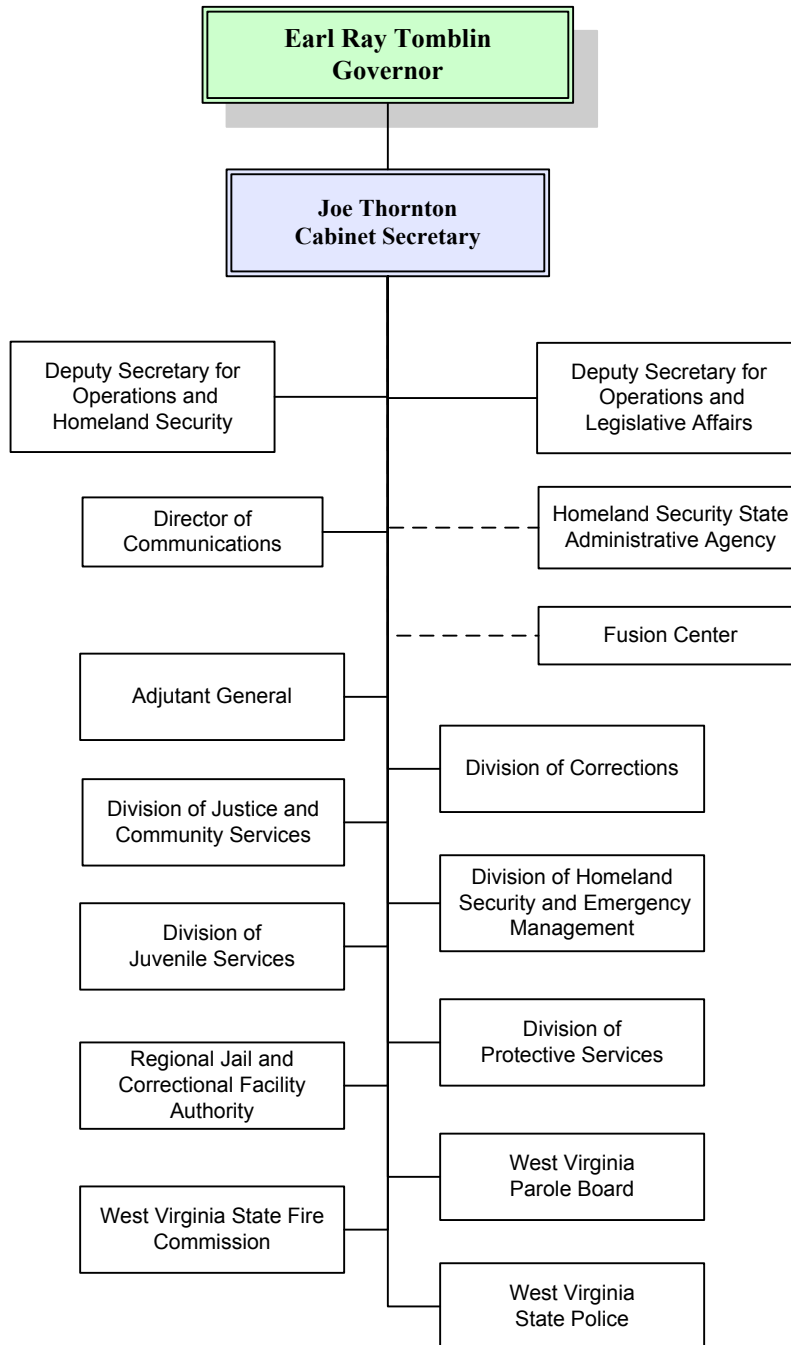 Earl Ray Tomblin
Governor
Joe Thornton
Cabinet Secretary
Deputy Secretary for
Operations and
Homeland Security
Deputy Secretary for
Operations and
Legislative Affairs
Director of
Communications
Homeland Security State
Administrative Agency
Fusion Center
Adjutant General
Division of Corrections
Division of Justice and
Community Services
Division of Homeland
Security and Emergency
Management
Division of
Juvenile Services
Division of
Protective Services
Regional Jail and
Correctional Facility
Authority
West Virginia
Parole Board
West Virginia State Fire
Commission
West Virginia
State Police